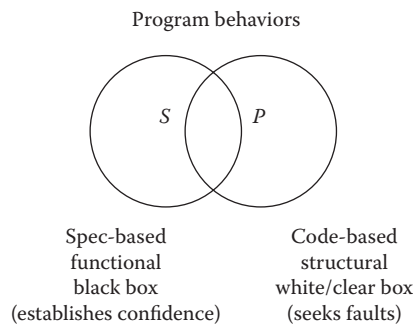 Program behaviors
S
P
Spec-based
functional
black box
(establishes confidence)
Code-based
structural
white/clear box
(seeks faults)